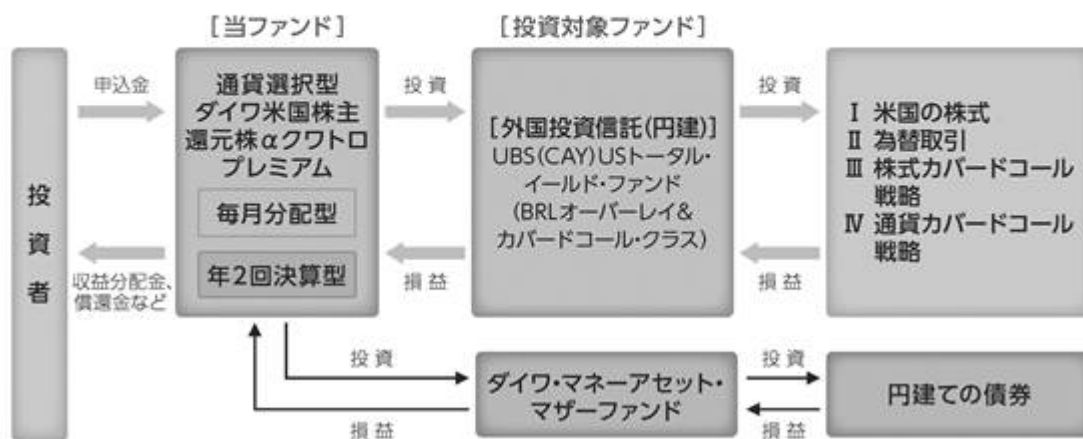 [当ファンド]
[投資対象ファンド]
投資者
申込金
収益分配金、
償還金など
通貨選択型
ダイワ米国株主
還元株αクワトロ
プレミアム
毎月分配型
年2回決算型
投資
損益
[外国投資信託(円建)]
UBS(CAY)USトータル・
イールド・ファンド
(BRLオーバーレイ&
カバードコール・クラス)
投資
損益
Ⅰ 米国の株式
Ⅱ 為替取引
Ⅲ 株式カバードコール
戦略
Ⅳ 通貨カバードコール
戦略
投資
損益
ダイワ・マネーアセット・
マザーファンド
投資
損益
円建ての債券